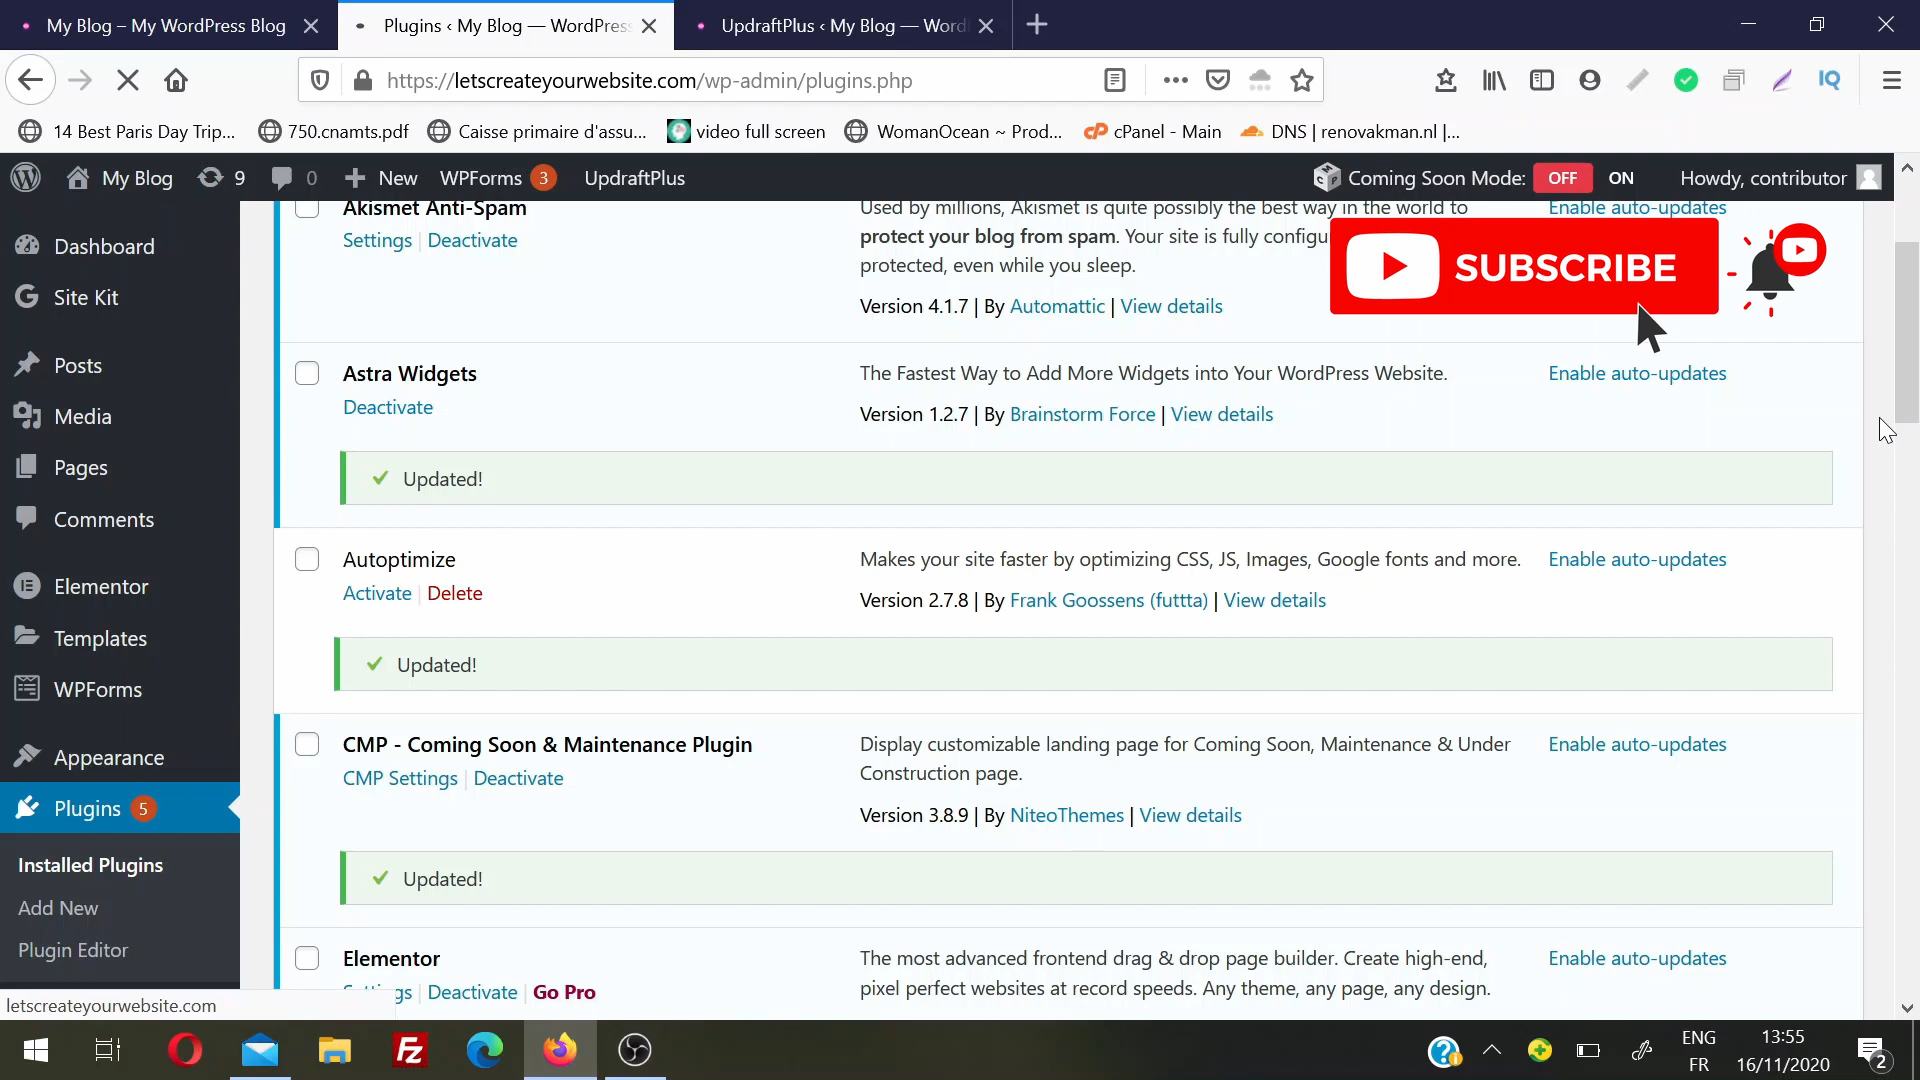 My Blog – My WordPress Blog
Plugins ‹ My Blog — WordPress
UpdraftPlus ‹ My Blog — Word
https://letscreateyourwebsite.com/wp-admin/plugins.php
14 Best Paris Day Trip...
750.cnamts.pdf
Caisse primaire d'assu...
video full screen
WomanOcean ~ Prod...
cPanel - Main
DNS | renovakman.nl |...
My Blog
9
0
New
WPForms 3
UpdraftPlus
Coming Soon Mode: OFF ON
Howdy, contributor
Dashboard
Site Kit
Posts
Media
Pages
Comments
Elementor
Templates
WPForms
Appearance
Plugins 5
Installed Plugins
Add New
Plugin Editor
Akismet Anti-Spam
Settings | Deactivate
Used by millions, Akismet is quite possibly the best way in the world to
protect your blog from spam. Your site is fully configu
protected, even while you sleep.
Version 4.1.7 | By Automattic | View details
Enable auto-updates
SUBSCRIBE
Astra Widgets
Deactivate
The Fastest Way to Add More Widgets into Your WordPress Website.
Version 1.2.7 | By Brainstorm Force | View details
Enable auto-updates
Updated!
Autoptimize
Activate | Delete
Makes your site faster by optimizing CSS, JS, Images, Google fonts and more.
Version 2.7.8 | By Frank Goossens (futtta) | View details
Enable auto-updates
Updated!
CMP - Coming Soon & Maintenance Plugin
CMP Settings | Deactivate
Display customizable landing page for Coming Soon, Maintenance & Under
Construction page.
Version 3.8.9 | By NiteoThemes | View details
Enable auto-updates
Updated!
Elementor
Settings | Deactivate | Go Pro
The most advanced frontend drag & drop page builder. Create high-end,
pixel perfect websites at record speeds. Any theme, any page, any design.
Enable auto-updates
letscreateyourwebsite.com
ENG
FR
13:55
16/11/2020
2